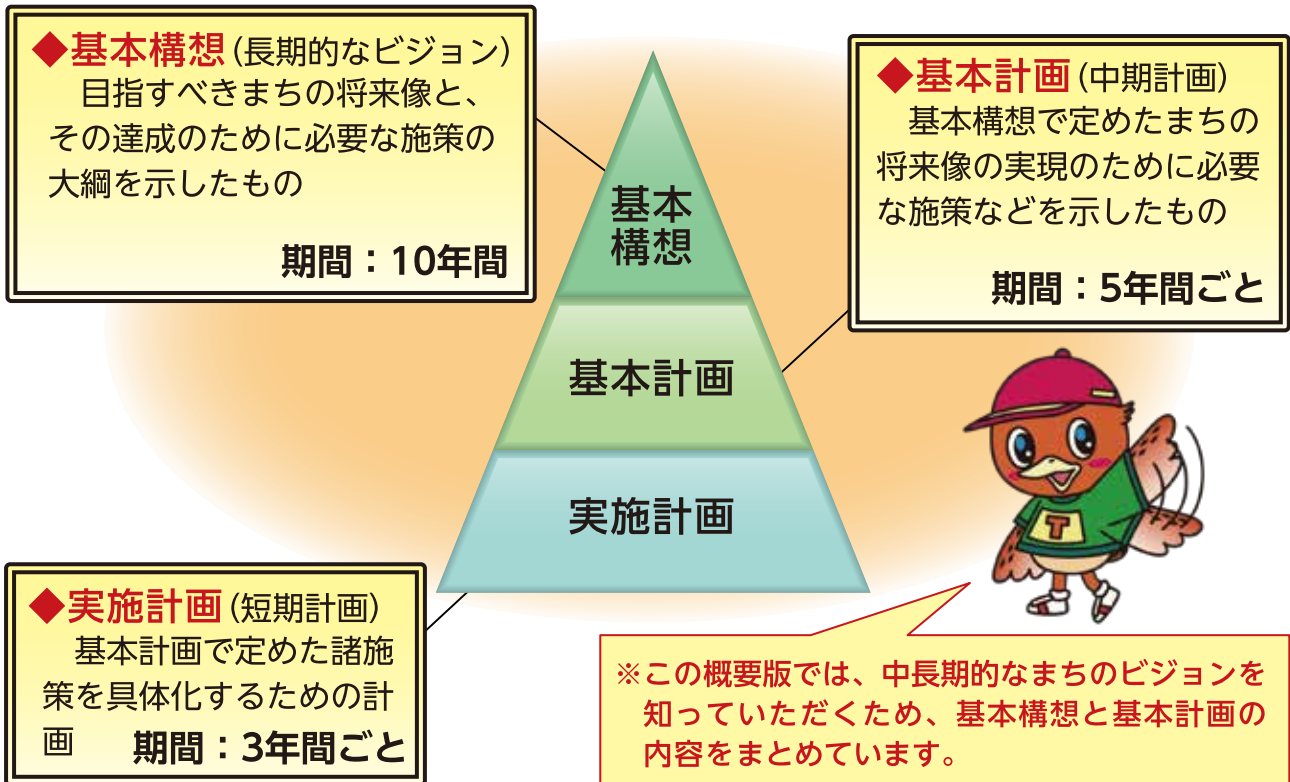 ◆基本構想(長期的なビジョン)
目指すべきまちの将来像と、
その達成のために必要な施策の
大綱を示したもの
期間：10年間
◆基本計画(中期計画)
基本構想で定めたまちの
将来像の実現のために必要
な施策などを示したもの
期間：5年間ごと
基本
構想
基本計画
実施計画
T
◆実施計画(短期計画)
基本計画で定めた諸施
策を具体化するための計
画 期間：3年間ごと
※この概要版では、中長期的なまちのビジョンを
知っていただくため、基本構想と基本計画の
内容をまとめています。